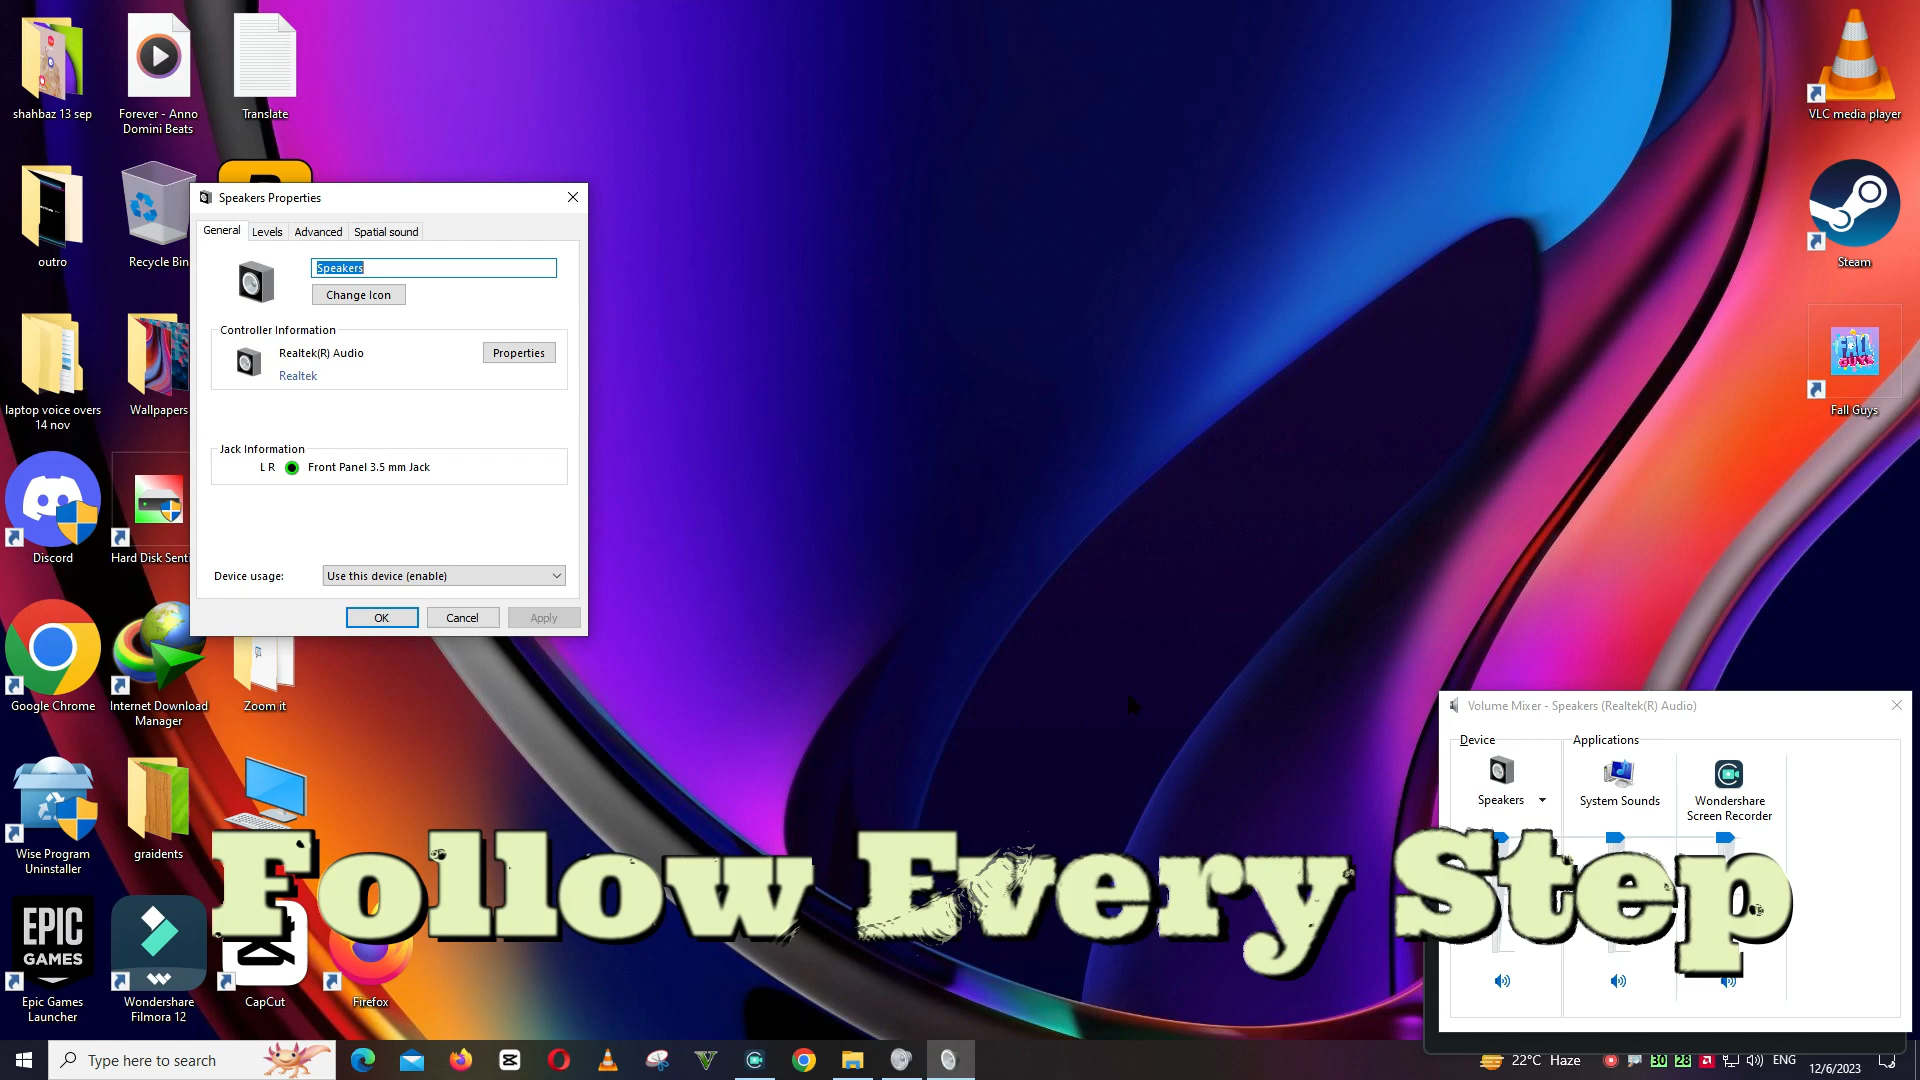 shahbaz 13 sep
Forever - Anno
Domini Beats
Translate
VLC media player
outro
Recycle Bin
Steam
Speakers Properties
General
Levels
Advanced
Spatial sound
Speakers
Change Icon
Controller Information
Realtek(R) Audio
Properties
Realtek
Jack Information
L R
Front Panel 3.5 mm Jack
Device usage:
Use this device (enable)
OK
Cancel
Apply
laptop voice overs
14 nov
Wallpapers
FALL
GUYS
Fall Guys
Discord
Hard Disk Senti
Google Chrome
Internet Download
Manager
Zoom it
Volume Mixer - Speakers (Realtek(R) Audio)
Device
Applications
Speakers
System Sounds
Wondershare
Screen Recorder
Wise Program
Uninstaller
graidents
Follow Every Step
EPIC
GAMES
Epic Games
Launcher
Wondershare
Filmora 12
CapCut
Firefox
Type here to search
22°C Haze
30
28
ENG
12/6/2023